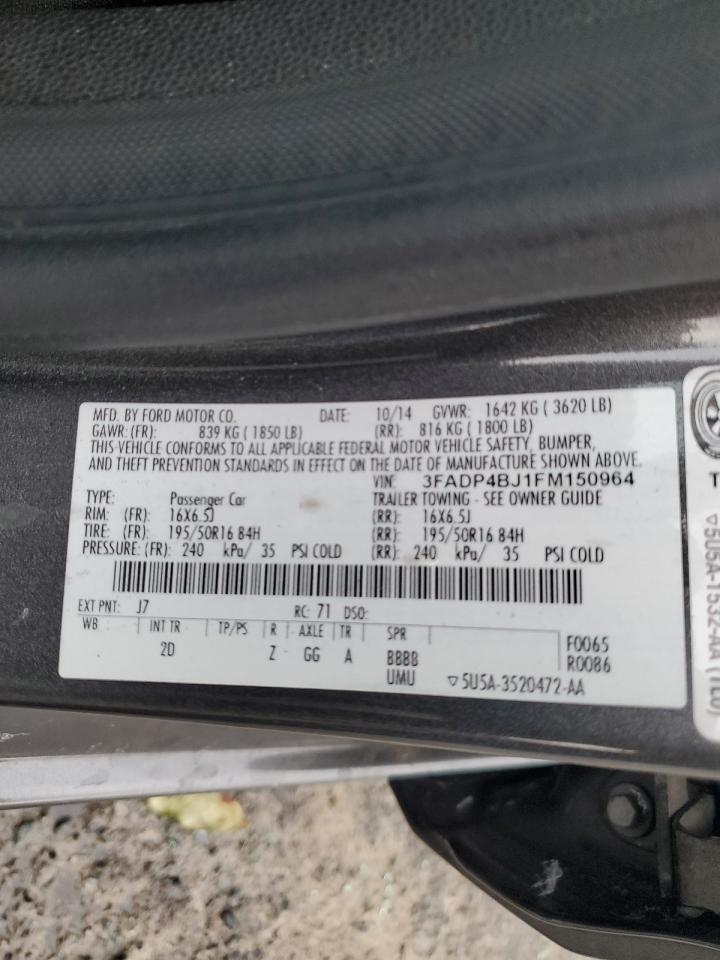 MFD. BY FORD MOTOR CO. DATE: 10/14 GVWR: 1642 KG ( 3620 LB)
GAWR: (FR): 839 KG ( 1850 LB) (RR): 816 KG ( 1800 LB)
THIS VEHICLE CONFORMS TO ALL APPLICABLE FEDERAL MOTOR VEHICLE SAFETY, BUMPER,
AND THEFT PREVENTION STANDARDS IN EFFECT ON THE DATE OF MANUFACTURE SHOWN ABOVE.
VIN: 3FADP4BJ1FM150964
TYPE: Passenger Car TRAILER TOWING - SEE OWNER GUIDE
RIM: (FR): 16X6.5J (RR): 16X6.5J
TIRE: (FR): 195/50R16 84H (RR): 195/50R16 84H
PRESSURE: (FR): 240 kPa/ 35 PSI COLD (RR): 240 kPa/ 35 PSI COLD
EXT PNT: J7 RC: 71 DSO:
WB INT TR TP/PS R AXLE TR SPR F0065
2D Z GG A BBBB R0086
UMU ▽5U5A-3520472-AA
▽5U5A-15324AA